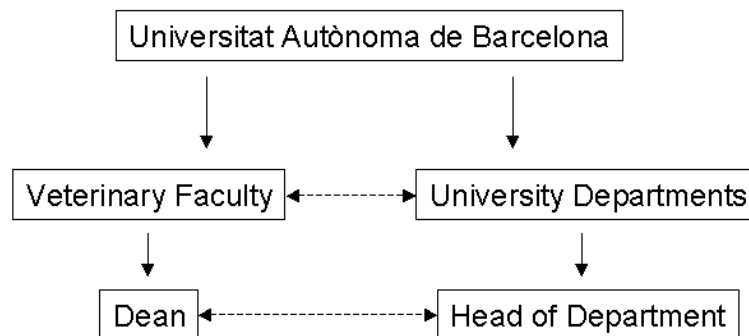 Universitat Autònoma de Barcelona
Veterinary Faculty
University Departments
Dean
Head of Department